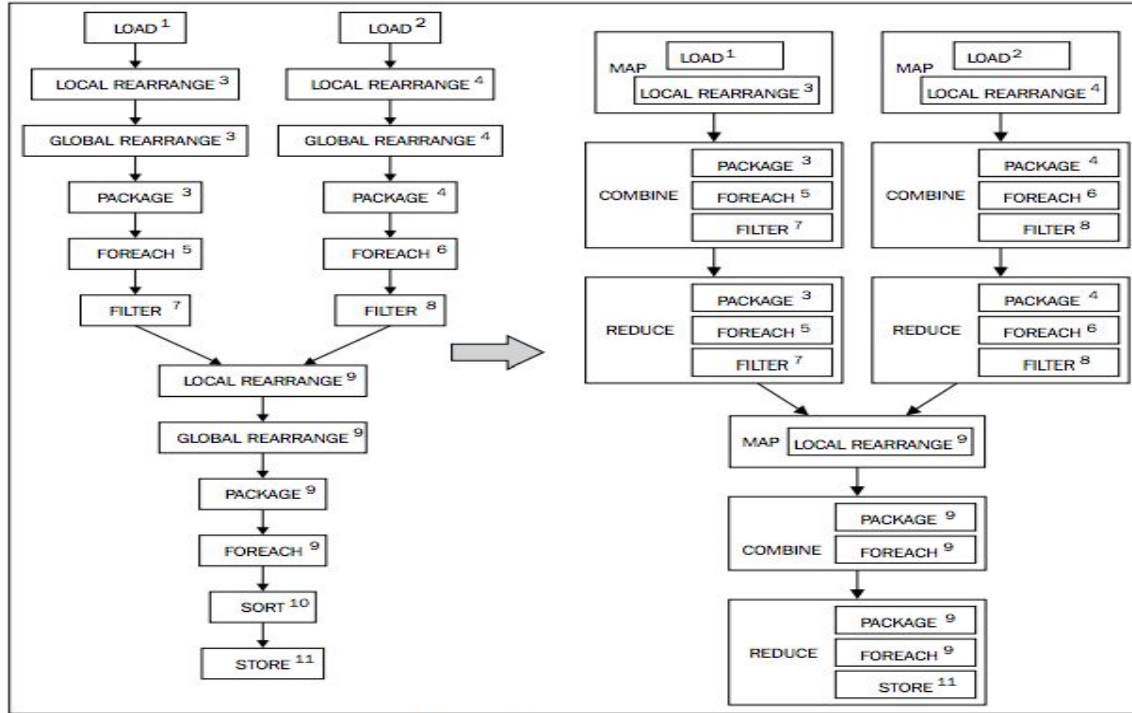 LOAD 1
LOAD 2
LOCAL REARRANGE 3
LOCAL REARRANGE 4
GLOBAL REARRANGE 3
GLOBAL REARRANGE 4
PACKAGE 3
PACKAGE 4
FOREACH 5
FOREACH 6
FILTER 7
FILTER 8
LOCAL REARRANGE 9
GLOBAL REARRANGE 9
PACKAGE 9
FOREACH 9
SORT 10
STORE 11
LOAD 1
MAP
LOCAL REARRANGE 3
LOAD 2
MAP
LOCAL REARRANGE 4
PACKAGE 3
COMBINE FOREACH 5
FILTER 7
PACKAGE 4
COMBINE FOREACH 6
FILTER 8
PACKAGE 3
REDUCE FOREACH 5
FILTER 7
PACKAGE 4
REDUCE FOREACH 6
FILTER 8
MAP LOCAL REARRANGE 9
PACKAGE 9
COMBINE FOREACH 9
PACKAGE 9
REDUCE FOREACH 9
STORE 11